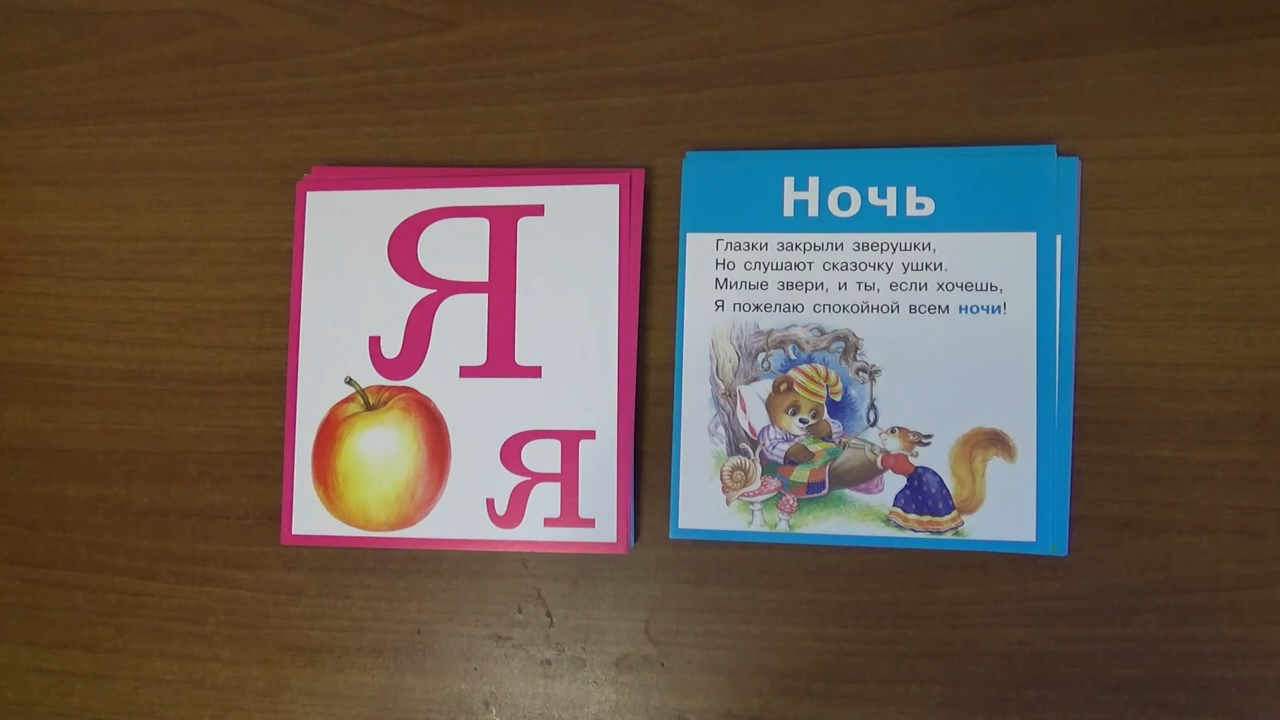 Я
я
Ночь
Глазки закрыли зверушки,
Но слушают сказочку ушки.
Милые звери, и ты, если хочешь,
Я пожелаю спокойной всем ночи!